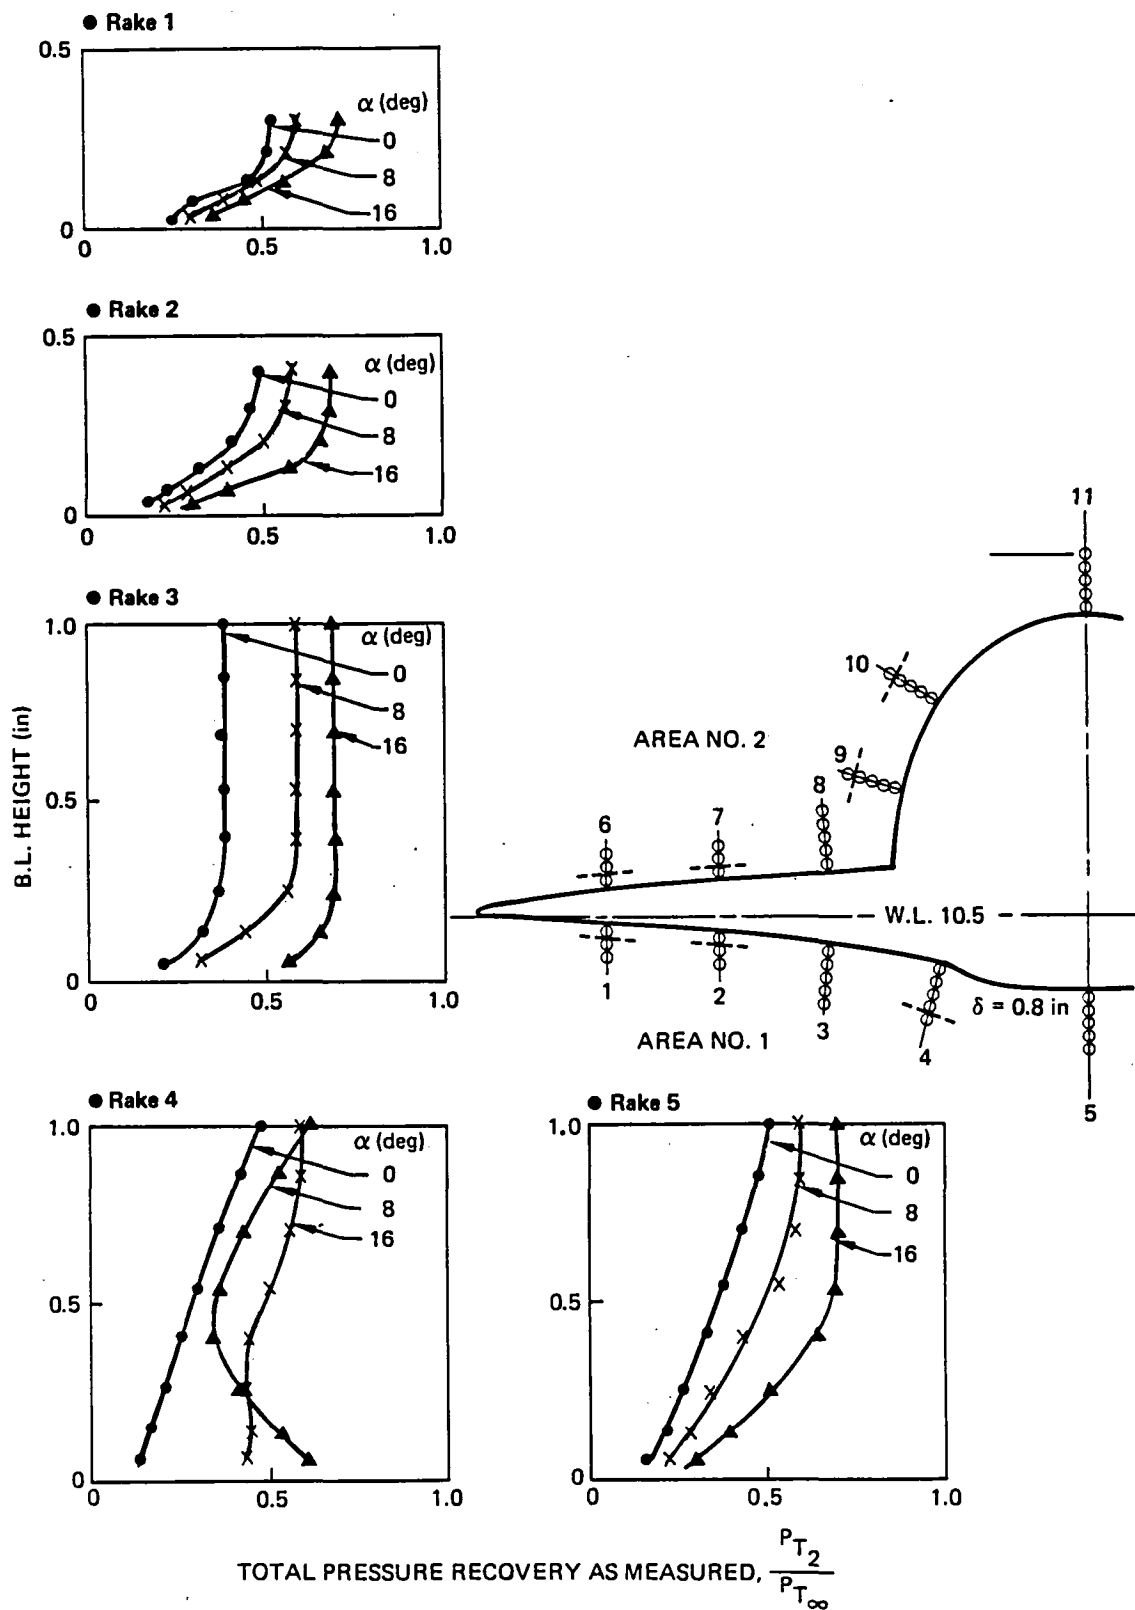 ● Rake 1
0.5
α (deg)
0
8
16
0
0 0.5 1.0
● Rake 2
0.5
α (deg)
0
8
16
0
0 0.5 1.0
● Rake 3
1.0
α (deg)
0
8
16
0.5
0
0 0.5 1.0
B.L. HEIGHT (in)
11
10
AREA NO. 2
9
8
7
6
W.L. 10.5
1
2
3
4
δ = 0.8 in
AREA NO. 1
5
● Rake 4
1.0
α (deg)
0
8
16
0.5
0
0 0.5 1.0
● Rake 5
1.0
α (deg)
0
8
16
0.5
0
0 0.5 1.0
TOTAL PRESSURE RECOVERY AS MEASURED, PT2 / PT∞